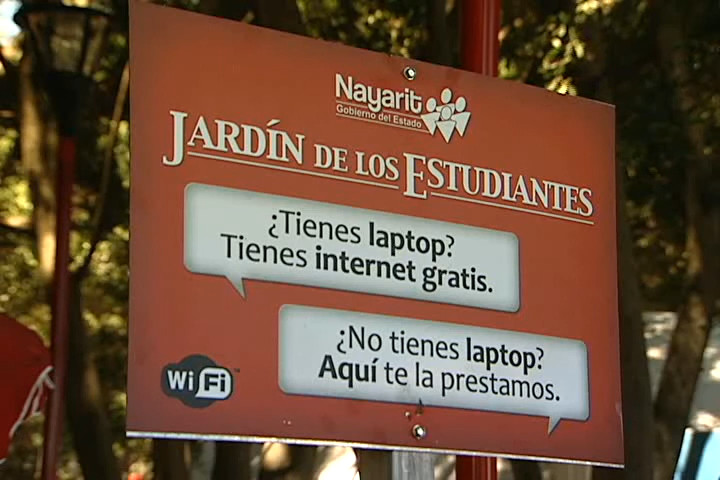 Nayarit
Gobierno del Estado
JARDÍN DE LOS ESTUDIANTES
¿Tienes laptop?
Tienes internet gratis.
¿No tienes laptop?
Aquí te la prestamos.
WiFi